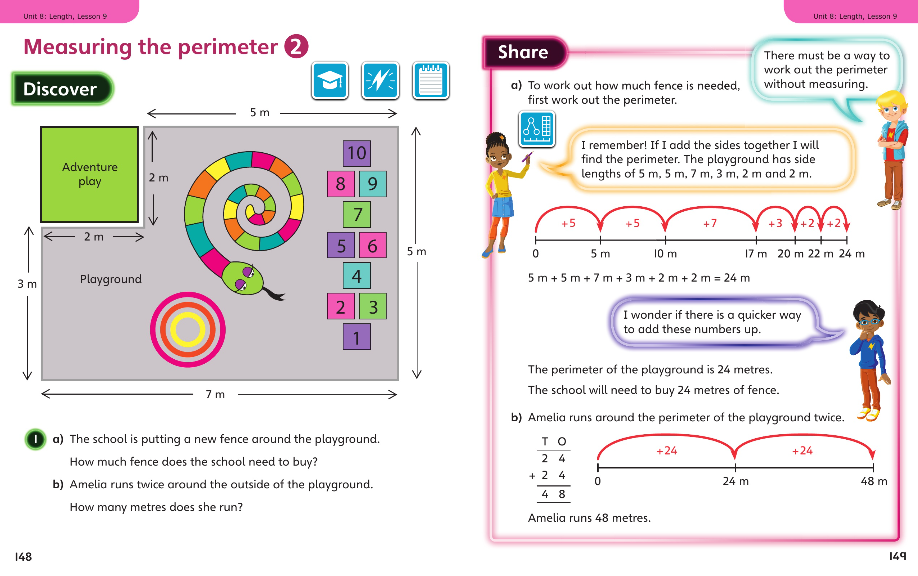 Unit 8: Length, Lesson 9
Measuring the perimeter 2
Discover
5 m
Adventure
play
2 m
2 m
3 m
Playground
5 m
7 m
10
8 9
7
5 6
4
2 3
1
1 a) The school is putting a new fence around the playground.
How much fence does the school need to buy?
b) Amelia runs twice around the outside of the playground.
How many metres does she run?
148
Unit 8: Length, Lesson 9
Share
There must be a way to
work out the perimeter
without measuring.
a) To work out how much fence is needed,
first work out the perimeter.
I remember! If I add the sides together I will
find the perimeter. The playground has side
lengths of 5 m, 5 m, 7 m, 3 m, 2 m and 2 m.
+5 +5 +7 +3 +2 +2
0 5 m 10 m 17 m 20 m 22 m 24 m
5 m + 5 m + 7 m + 3 m + 2 m + 2 m = 24 m
I wonder if there is a quicker way
to add these numbers up.
The perimeter of the playground is 24 metres.
The school will need to buy 24 metres of fence.
b) Amelia runs around the perimeter of the playground twice.
T O
2 4
+ 2 4
4 8
+24 +24
0 24 m 48 m
Amelia runs 48 metres.
149